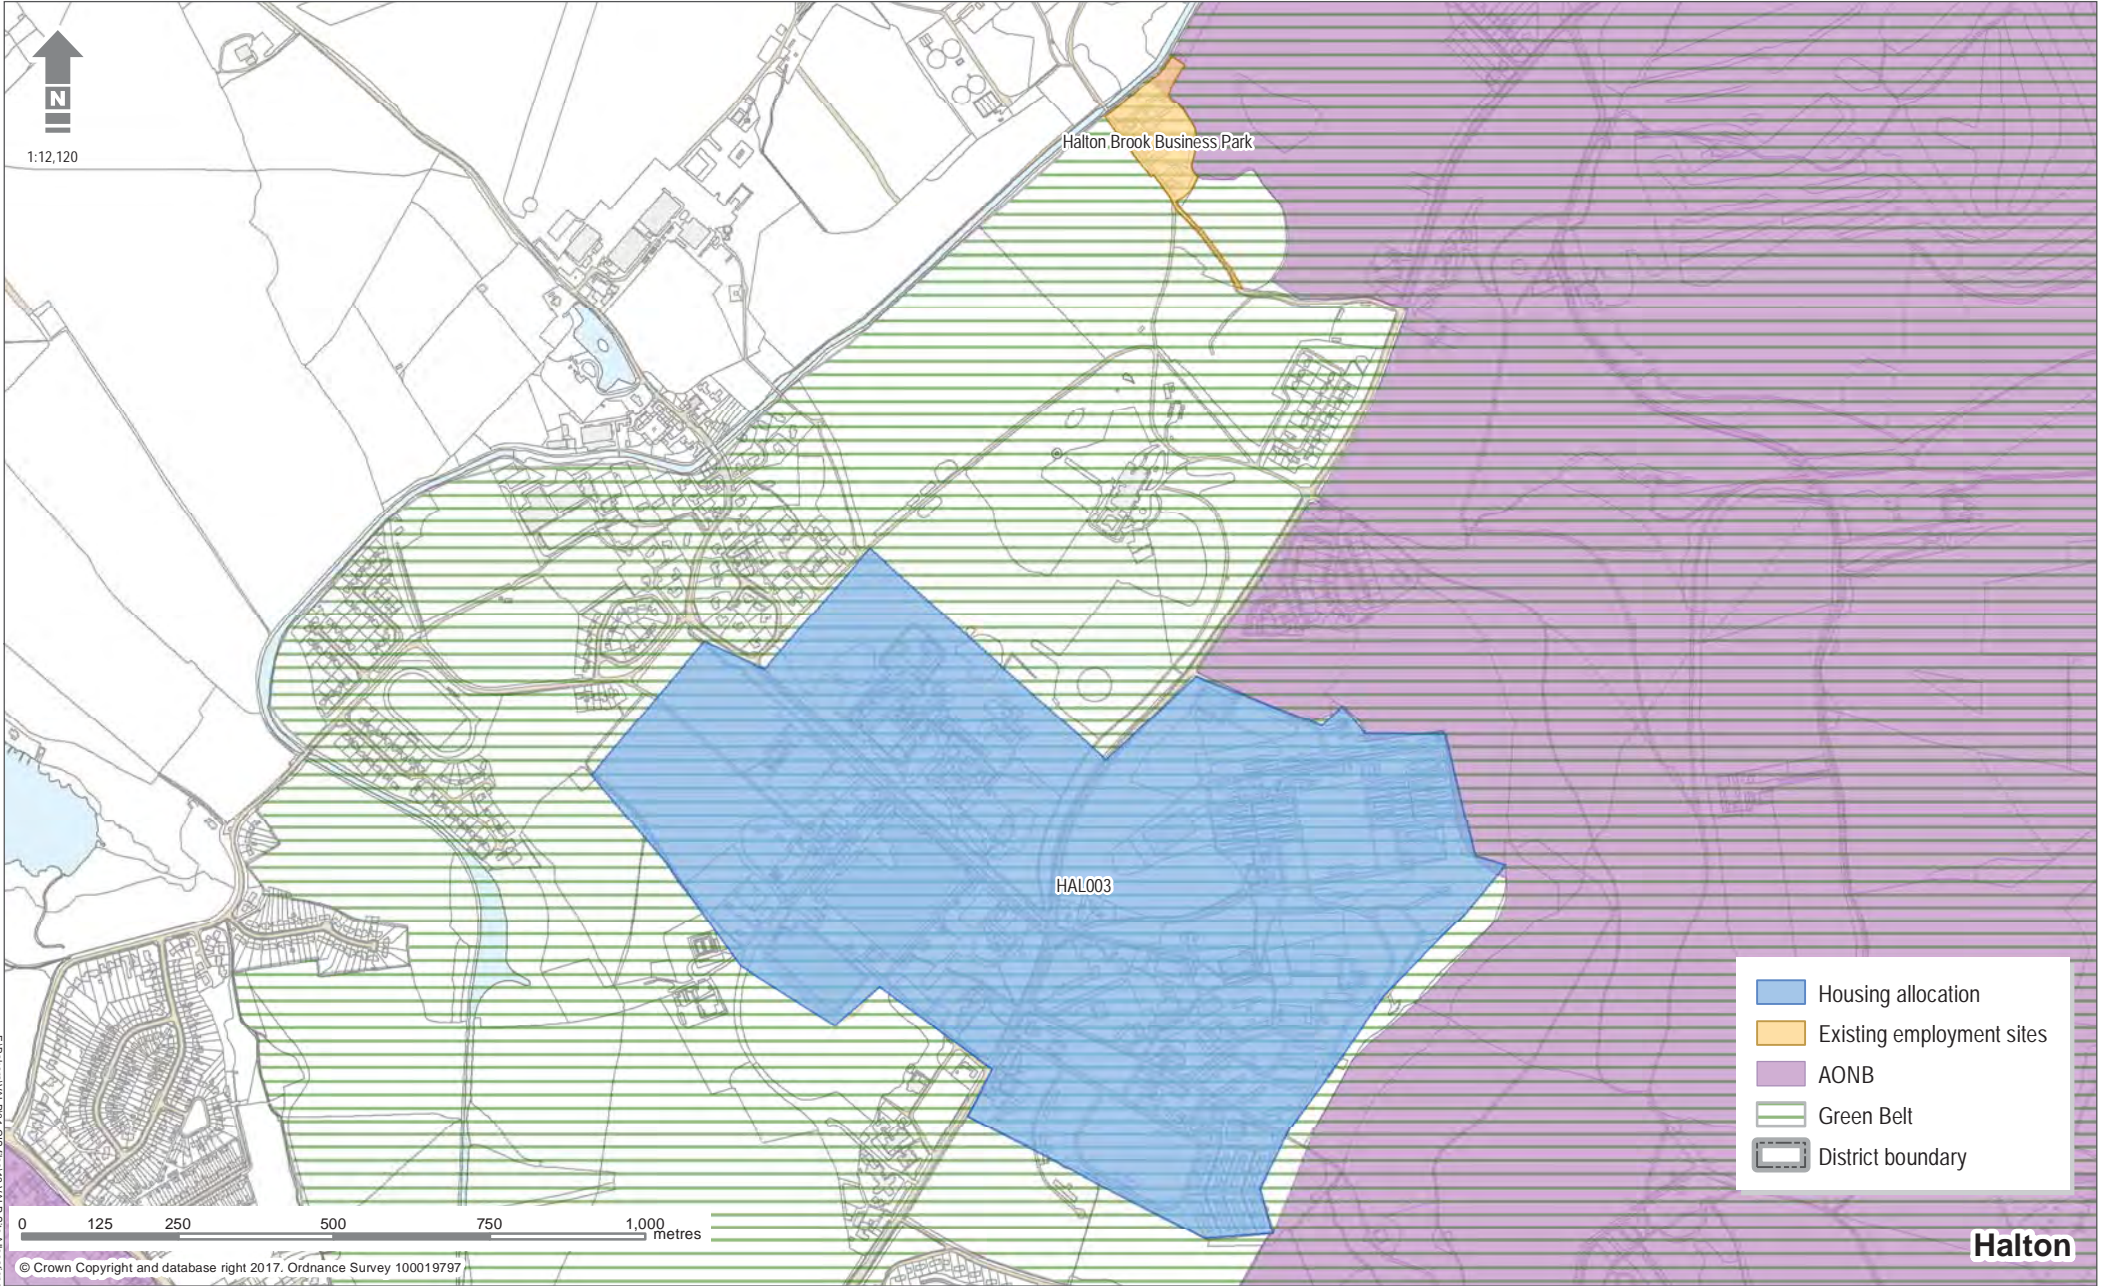 N
1:12,120
Halton Brook Business Park
HAL003
Housing allocation
Existing employment sites
AONB
Green Belt
District boundary
0 125 250 500 750 1,000
metres
© Crown Copyright and database right 2017. Ordnance Survey 100019797
Halton